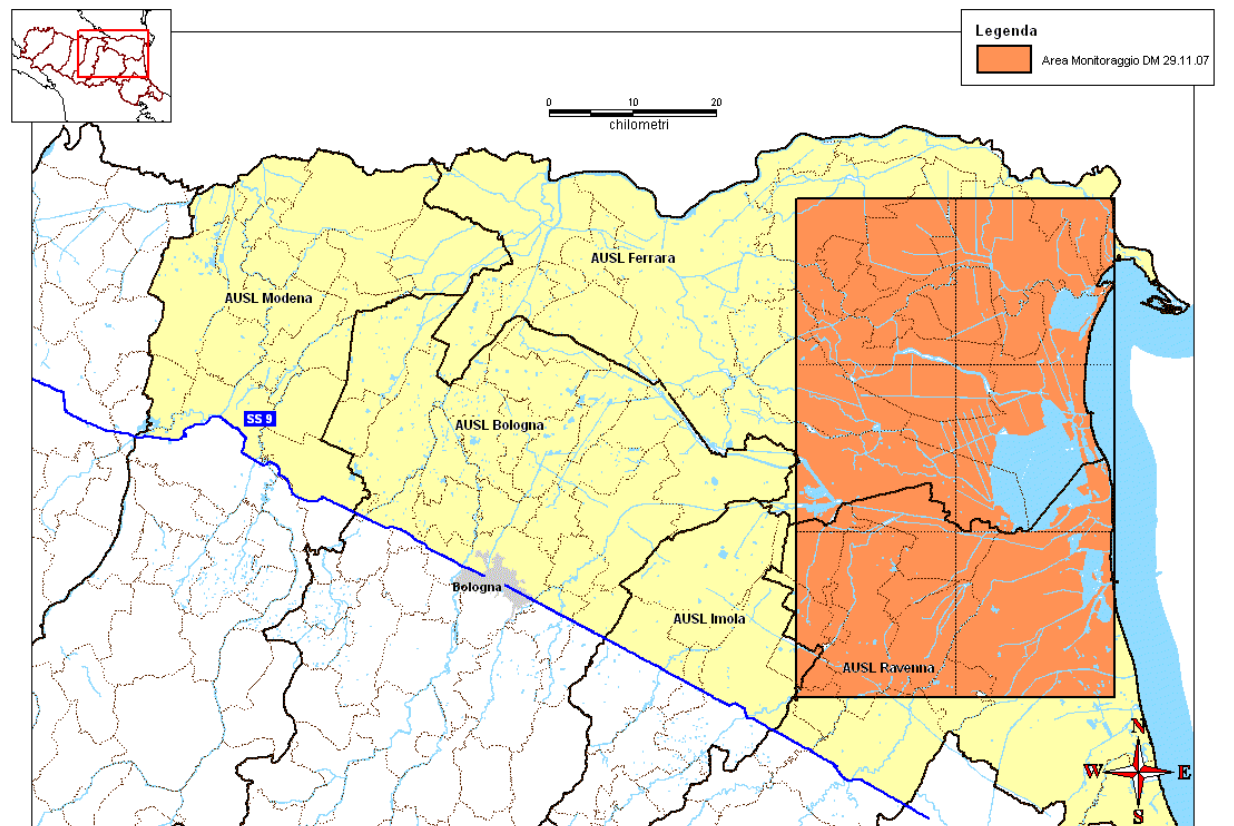 Legenda
Area Monitoraggio DM 29.11.07
0 10 20
chilometri
AUSL Ferrara
AUSL Modena
SS 9
AUSL Bologna
Bologna
AUSL Imola
AUSL Ravenna
N
W E
S